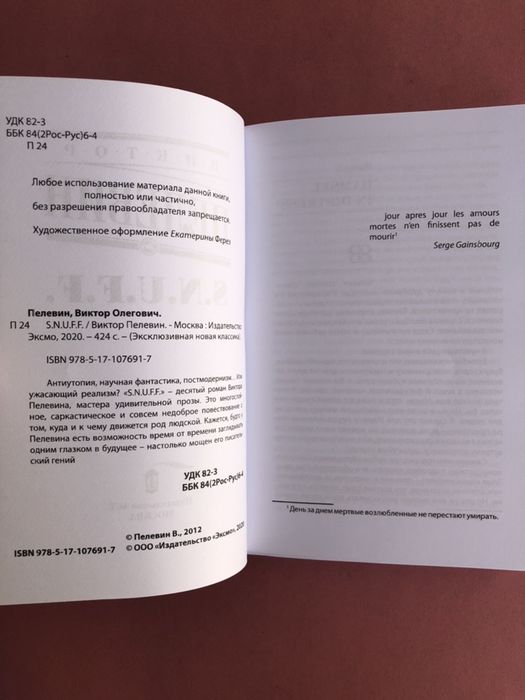 УДК 82-3
ББК 84(2Рос-Рус)6-4
П 24
Любое использование материала данной книги,
полностью или частично,
без разрешения правообладателя запрещается.
Художественное оформление Екатерины Ферез
Пелевин, Виктор Олегович.
П 24 S.N.U.F.F. / Виктор Пелевин. - Москва : Издательство
Эксмо, 2020. – 424 с. – (Эксклюзивная новая классика).
ISBN 978-5-17-107691-7
Антиутопия, научная фантастика, постмодернизм... Или
ужасающий реализм? «S.N.U.F.F.» – десятый роман Виктора
Пелевина, мастера удивительной прозы. Это многослой-
ное, саркастическое и совсем недоброе повествование о
том, куда и к чему движется род людской. Кажется, будто у
Пелевина есть возможность время от времени заглядывать
одним глазком в будущее – настолько мощен его писатель-
ский гений
УДК 82-3
ББК 84(2Рос-Рус)6-4
© Пелевин В., 2012
ISBN 978-5-17-107691-7 © ООО «Издательство «Эксмо», 2020
jour apres jour les amours
mortes n'en finissent pas de
mourir¹
Serge Gainsbourg
¹ День за днем мертвые возлюбленные не перестают умирать.